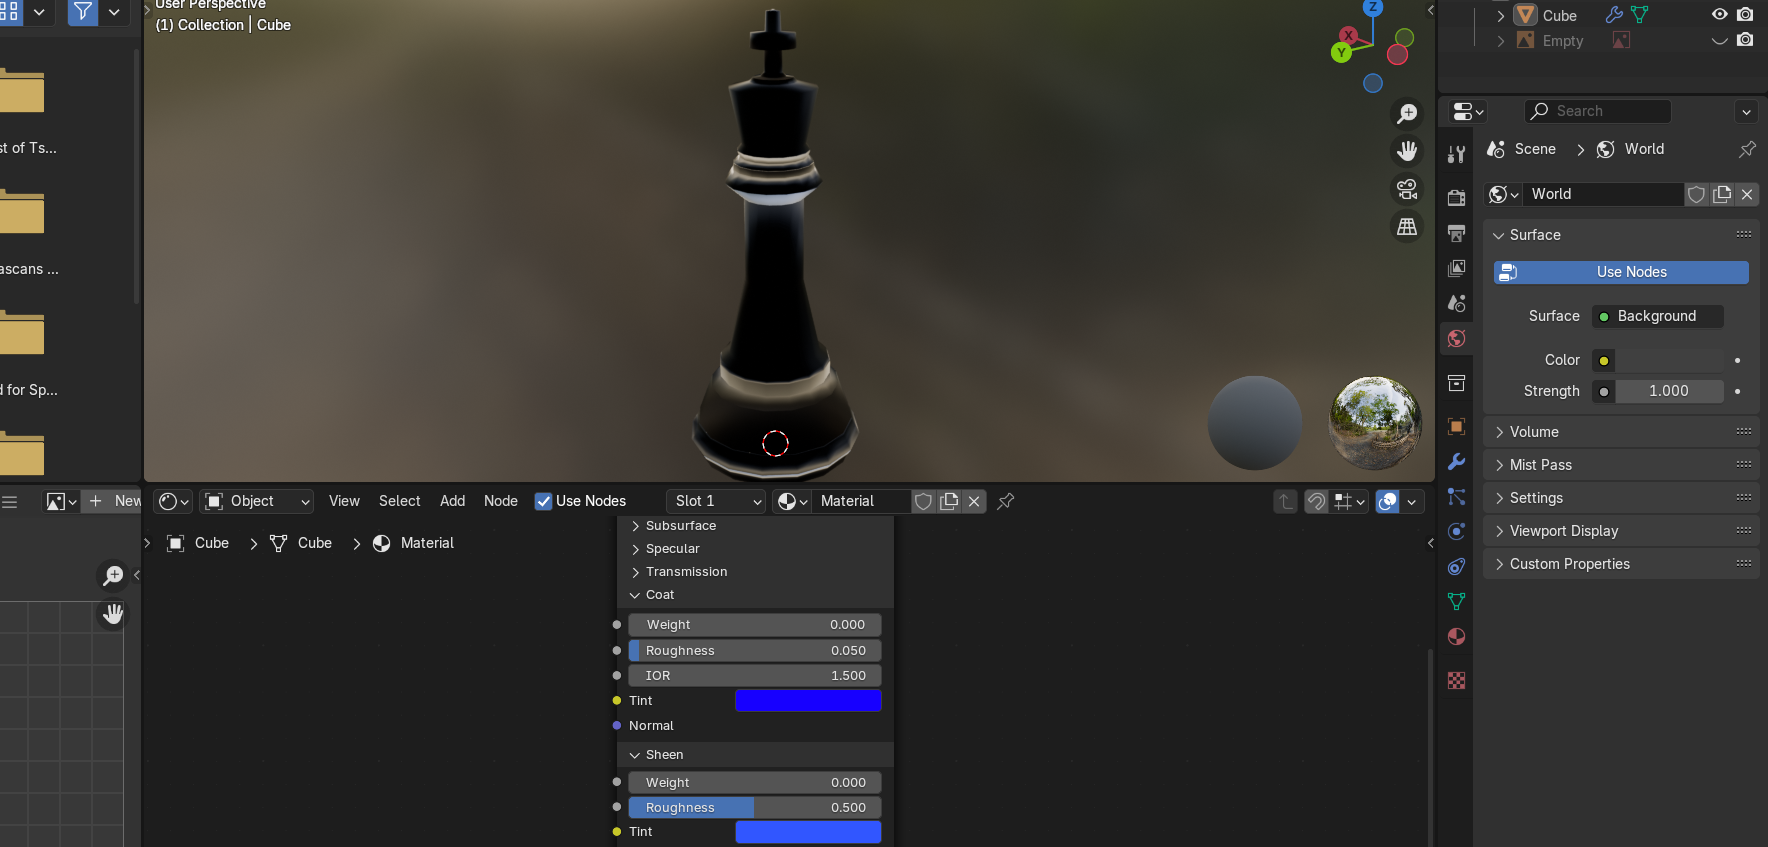 User Perspective
(1) Collection | Cube
st of Ts...
ascans ...
d for Sp...
X
Y
Z
Cube
Empty
Search
Scene
World
World
Surface
Use Nodes
Surface
Background
Color
Strength
1.000
Volume
Mist Pass
Settings
Viewport Display
Custom Properties
New
Object
View
Select
Add
Node
Use Nodes
Slot 1
Material
Cube
Cube
Material
Subsurface
Specular
Transmission
Coat
Weight 0.000
Roughness 0.050
IOR 1.500
Tint
Normal
Sheen
Weight 0.000
Roughness 0.500
Tint